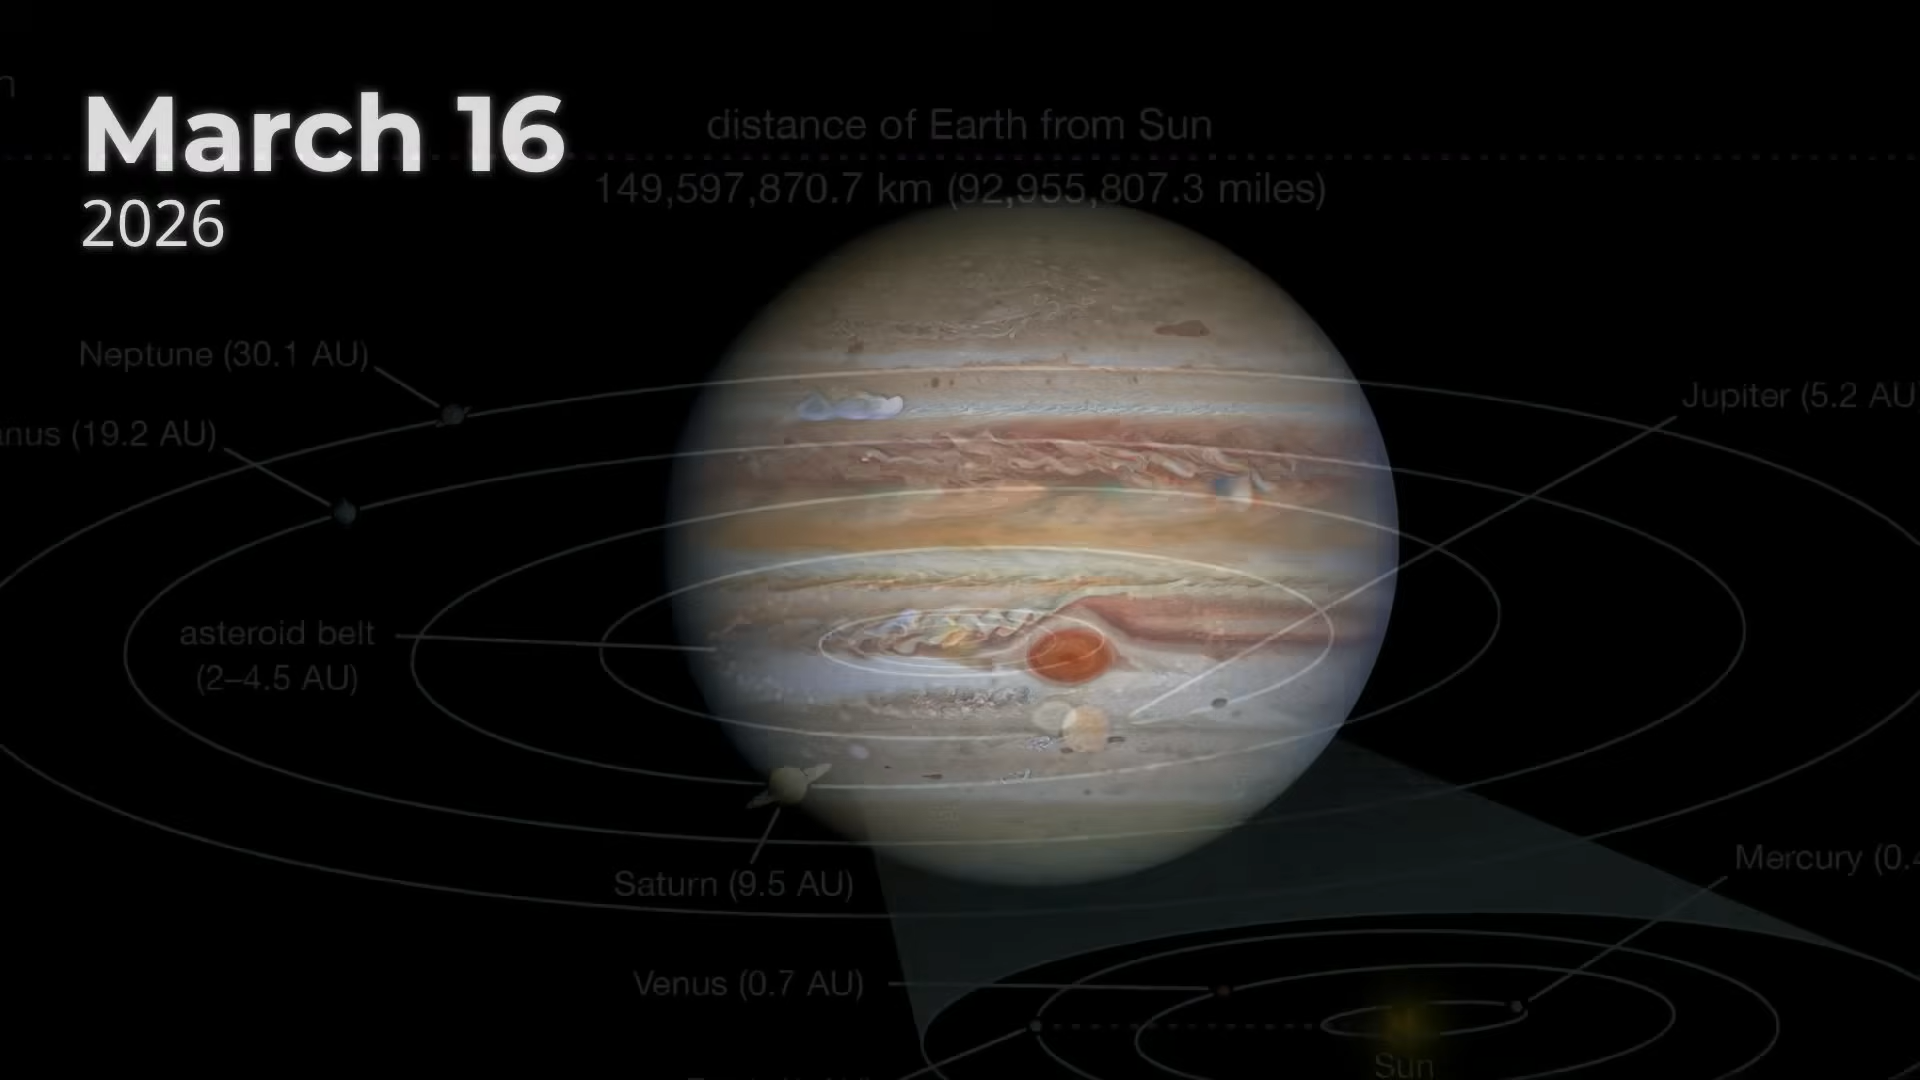 March 16
2026
distance of Earth from Sun
149,597,870.7 km (92,955,807.3 miles)
Neptune (30.1 AU)
Jupiter (5.2 AU
(19.2 AU)
asteroid belt
(2–4.5 AU)
Mercury
Saturn (9.5 AU)
Venus (0.7 AU)
Sun